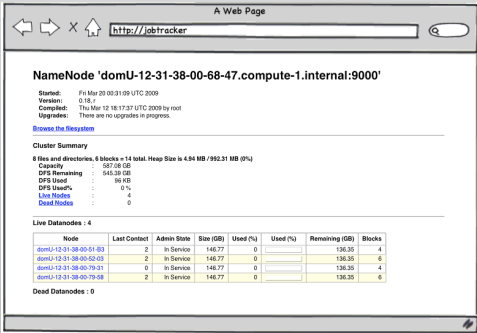 A Web Page
http://jobtracker
NameNode 'domU-12-31-38-00-68-47.compute-1.internal:9000'
Started: Fri Mar 20 00:31:09 UTC 2009
Version: 0.18, r
Compiled: Thu Mar 12 18:17:37 UTC 2009 by root
Upgrades: There are no upgrades in progress.
Browse the filesystem
Cluster Summary
8 files and directories, 6 blocks = 14 total. Heap Size is 4.94 MB / 992.31 MB (0%)
Capacity : 587.08 GB
DFS Remaining : 545.39 GB
DFS Used : 96 KB
DFS Used% : 0 %
Live Nodes : 4
Dead Nodes : 0
Live Datanodes : 4
Node Last Contact Admin State Size (GB) Used (%) Used (%) Remaining (GB) Blocks
domU-12-31-38-00-51-B3 2 In Service 146.77 0 136.35 4
domU-12-31-38-00-52-03 2 In Service 146.77 0 136.35 6
domU-12-31-38-00-79-31 0 In Service 146.77 0 136.35 4
domU-12-31-38-00-79-58 2 In Service 146.77 0 136.35 6
Dead Datanodes : 0